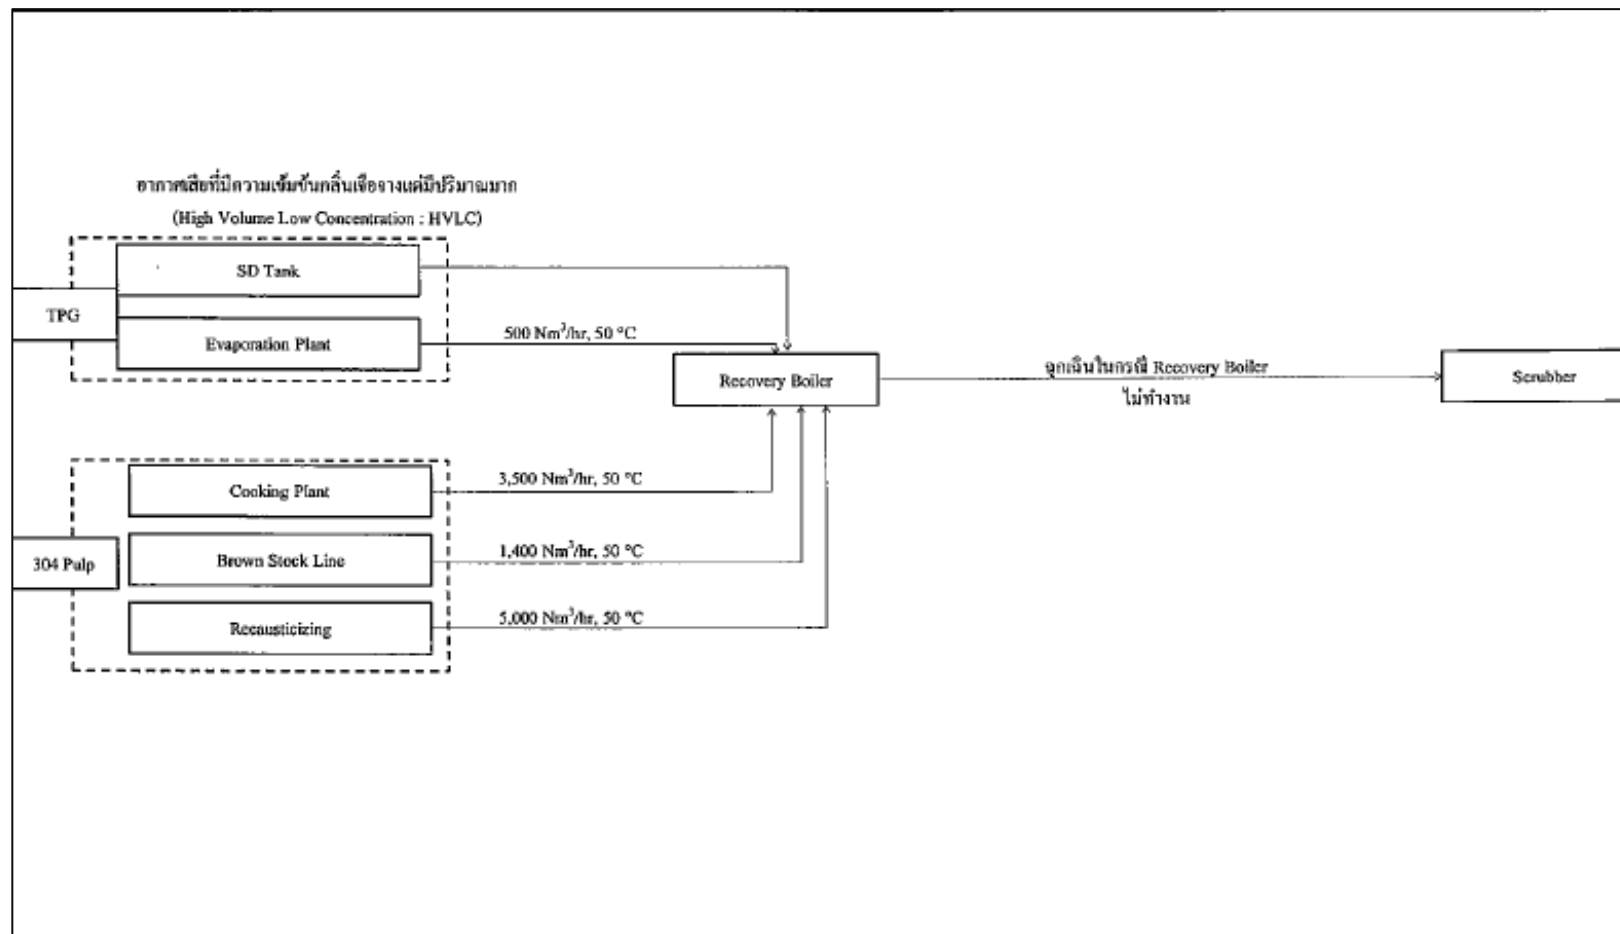 อากาศเสียที่มีความเข้มข้นกลิ่นเจือจางแต่มีปริมาณมาก
(High Volume Low Concentration : HVLC)
SD Tank
TPG
Evaporation Plant
500 Nm³/hr, 50 °C
Recovery Boiler
ฉุกเฉินในกรณี Recovery Boiler
ไม่ทำงาน
Scrubber
Cooking Plant
3,500 Nm³/hr, 50 °C
304 Pulp
Brown Stock Line
1,400 Nm³/hr, 50 °C
Recausticizing
5,000 Nm³/hr, 50 °C